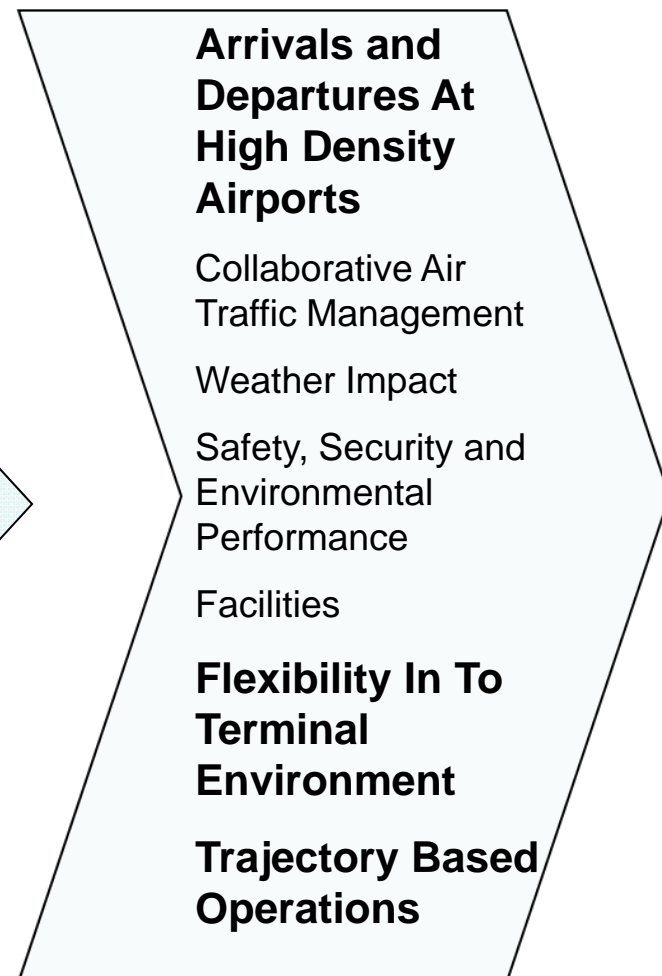 Arrivals and
Departures At
High Density
Airports
Collaborative Air
Traffic Management
Weather Impact
Safety, Security and
Environmental
Performance
Facilities
Flexibility In To
Terminal
Environment
Trajectory Based
Operations